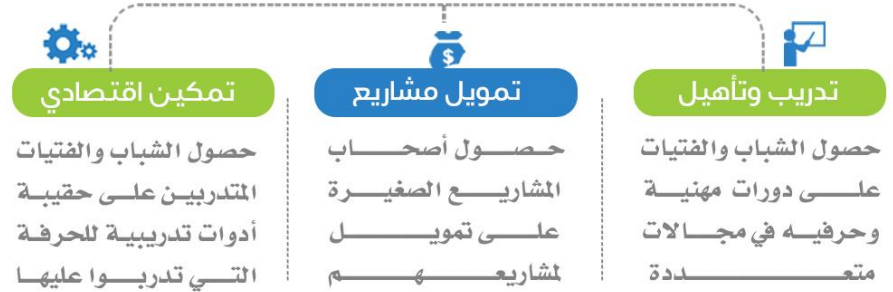 تدريب وتأهيل
حصول الشباب والفتيات
على دورات مهنية
وحرفيه في مجالات
متعددة
تمويل مشاريع
حصول أصحاب
المشاريع الصغيرة
على تمويل
لمشاريعهم
تمكين اقتصادي
حصول الشباب والفتيات
المتدربين على حقيبة
أدوات تدريبية للحرفة
التي تدربوا عليها